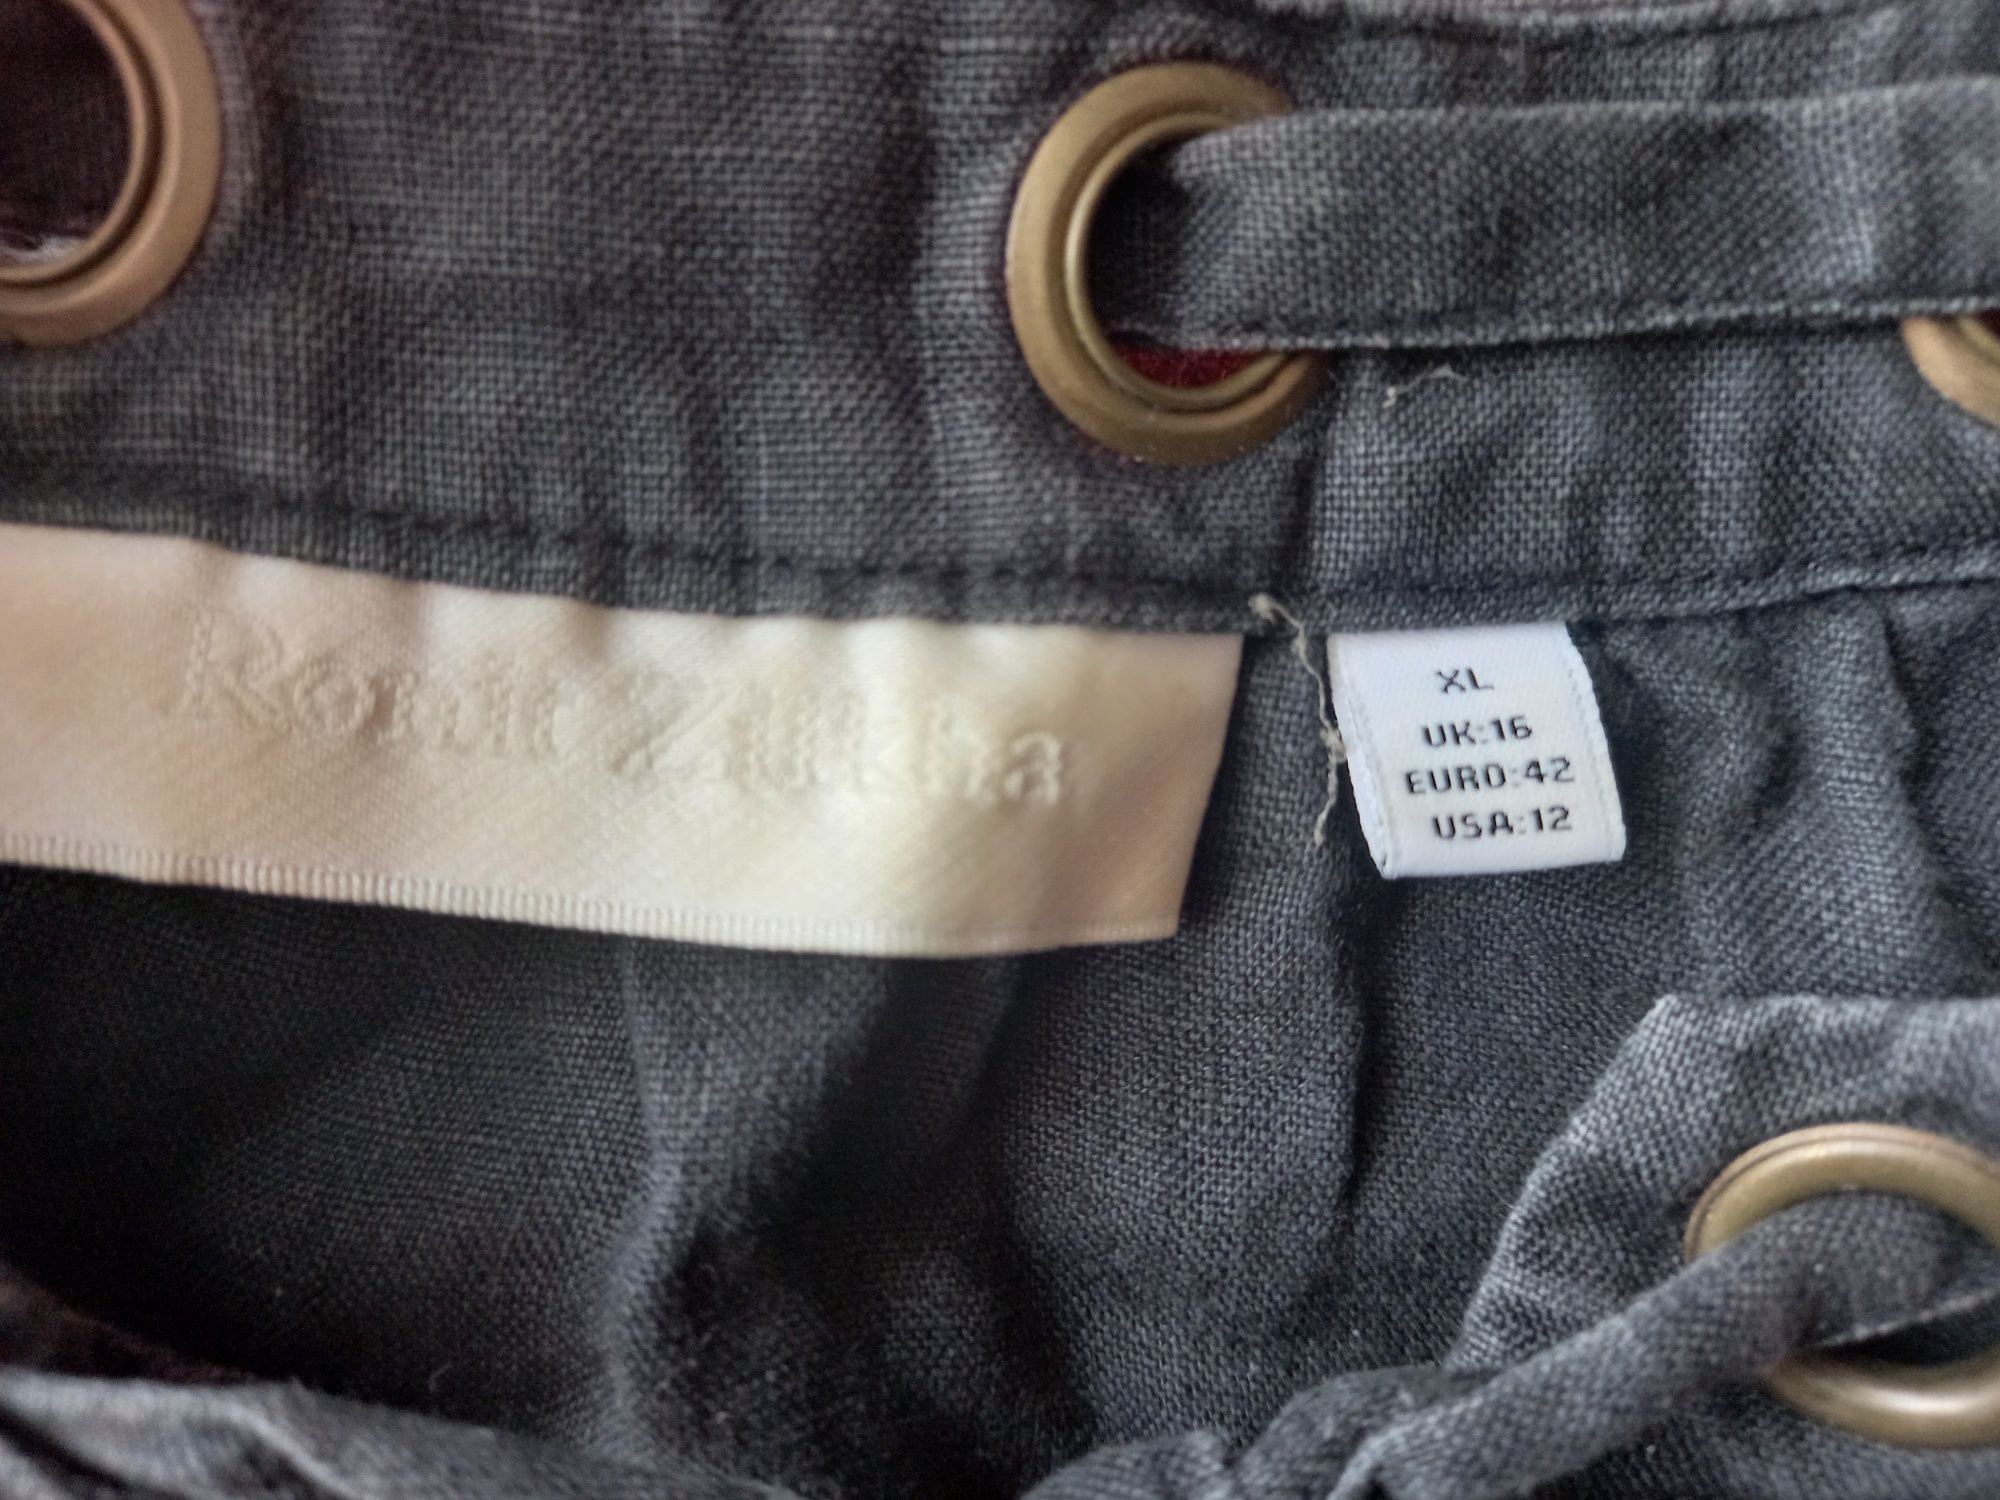 Ronit Zilkha
XL
UK:16
EURO:42
USA:12